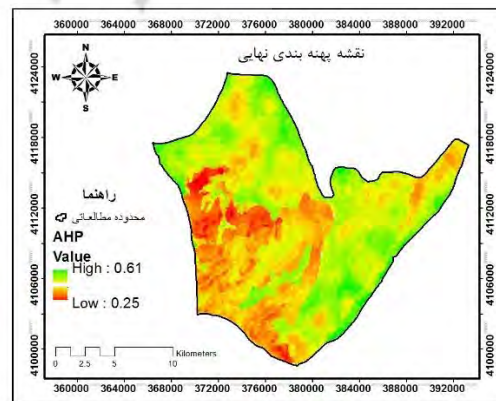 360000 364000 368000 372000 376000 380000 384000 388000 392000
نقشه پهنه بندی نهایی
N
W E
S
4124000 4118000 4112000 4106000 4100000
4124000 4118000 4112000 4106000 4100000
راهنما
محدوده مطالعاتی
AHP
Value
High : 0.61
Low : 0.25
Kilometers
0 2.5 5 10
360000 364000 368000 372000 376000 380000 384000 388000 392000